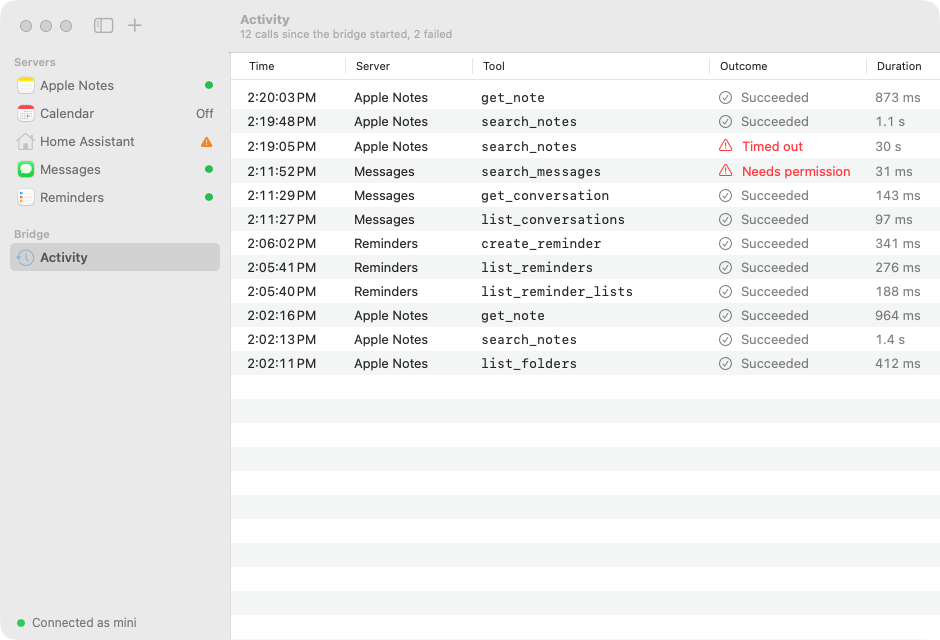 Activity
12 calls since the bridge started, 2 failed
Servers
Apple Notes
Calendar Off
Home Assistant
Messages
Reminders
Bridge
Activity
Connected as mini
Time Server Tool Outcome Duration
2:20:03 PM Apple Notes get_note Succeeded 873 ms
2:19:48 PM Apple Notes search_notes Succeeded 1.1 s
2:19:05 PM Apple Notes search_notes Timed out 30 s
2:11:52 PM Messages search_messages Needs permission 31 ms
2:11:29 PM Messages get_conversation Succeeded 143 ms
2:11:27 PM Messages list_conversations Succeeded 97 ms
2:06:02 PM Reminders create_reminder Succeeded 341 ms
2:05:41 PM Reminders list_reminders Succeeded 276 ms
2:05:40 PM Reminders list_reminder_lists Succeeded 188 ms
2:02:16 PM Apple Notes get_note Succeeded 964 ms
2:02:13 PM Apple Notes search_notes Succeeded 1.4 s
2:02:11 PM Apple Notes list_folders Succeeded 412 ms